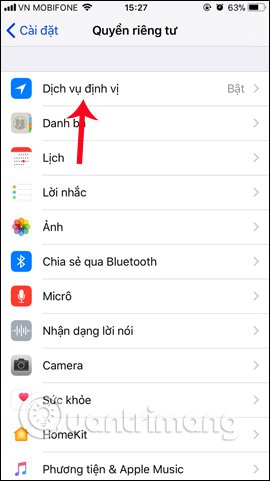 VN MOBIFONE 15:27 63%
Cài đặt Quyền riêng tư
Dịch vụ định vị Bật
Danh bạ
Lịch
Lời nhắc
Ảnh
Chia sẻ qua Bluetooth
Micrô
Nhận dạng lời nói
Camera
Sức khỏe
HomeKit
Phương tiện & Apple Music
Quantrimang